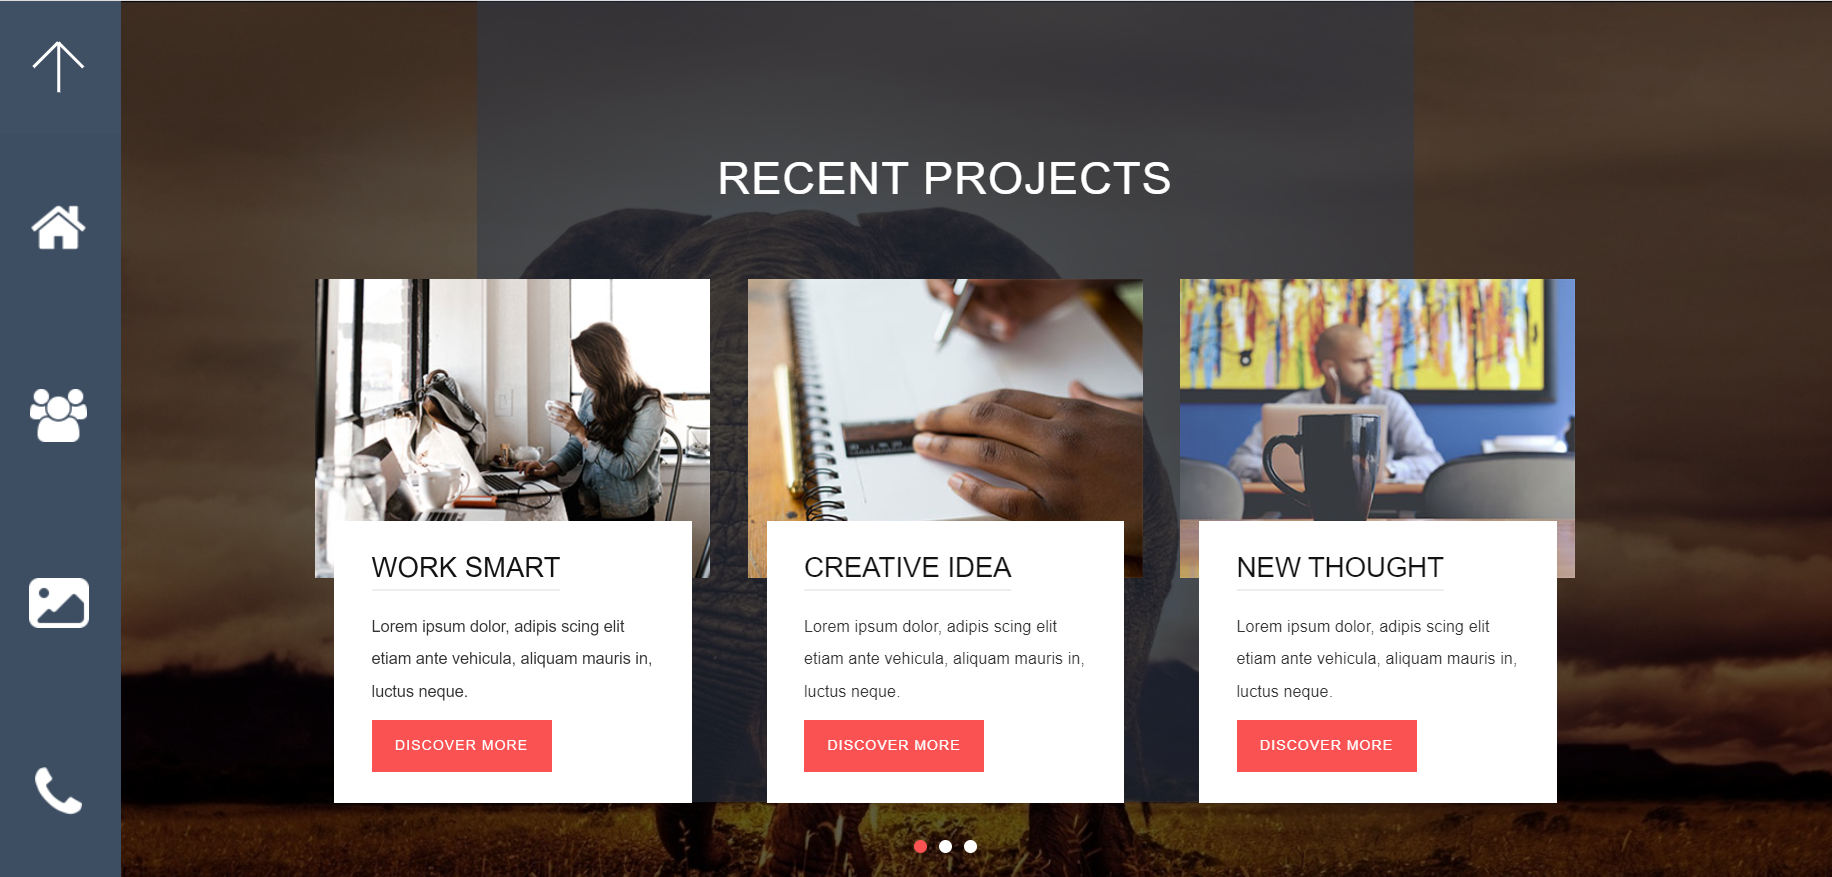 RECENT PROJECTS
WORK SMART
Lorem ipsum dolor, adipis scing elit
etiam ante vehicula, aliquam mauris in,
luctus neque.
DISCOVER MORE
CREATIVE IDEA
Lorem ipsum dolor, adipis scing elit
etiam ante vehicula, aliquam mauris in,
luctus neque.
DISCOVER MORE
NEW THOUGHT
Lorem ipsum dolor, adipis scing elit
etiam ante vehicula, aliquam mauris in,
luctus neque.
DISCOVER MORE